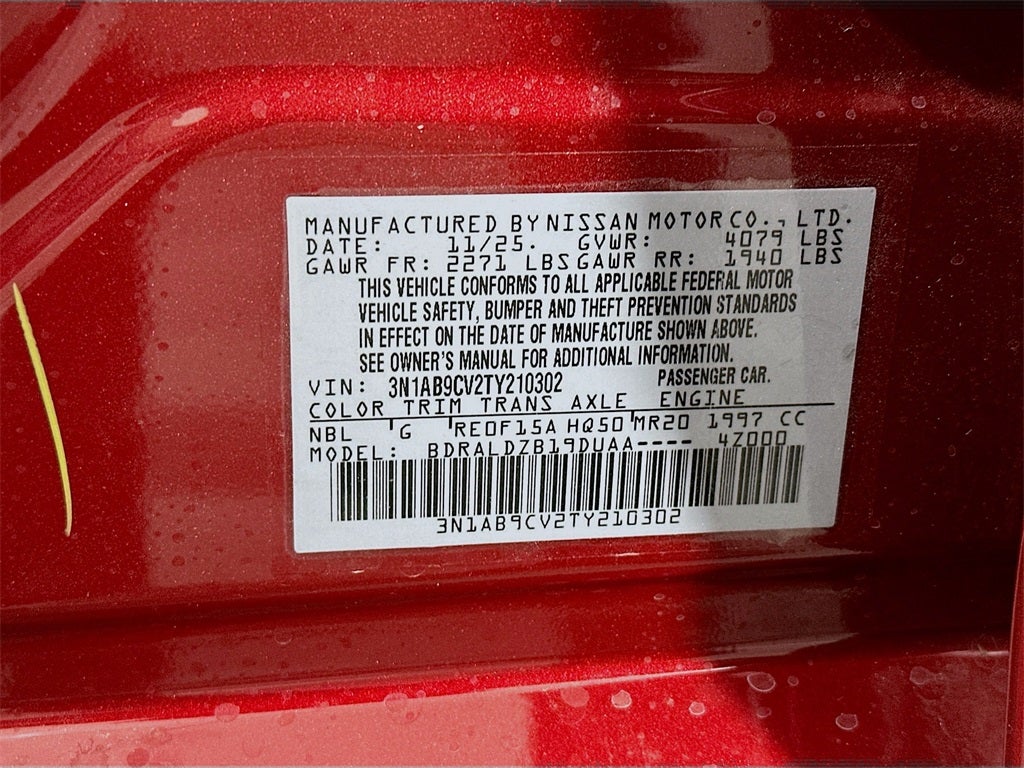 MANUFACTURED BY NISSAN MOTOR CO., LTD.
DATE: 11/25. GVWR: 4079 LBS
GAWR FR: 2271 LBS GAWR RR: 1940 LBS
THIS VEHICLE CONFORMS TO ALL APPLICABLE FEDERAL MOTOR
VEHICLE SAFETY, BUMPER AND THEFT PREVENTION STANDARDS
IN EFFECT ON THE DATE OF MANUFACTURE SHOWN ABOVE.
SEE OWNER'S MANUAL FOR ADDITIONAL INFORMATION.
VIN: 3N1AB9CV2TY210302 PASSENGER CAR.
COLOR TRIM TRANS AXLE ENGINE
NBL G RE0F15A HQ50 MR20 1997 CC
MODEL: BDRALDZB19DUAA---- 4Z000
3N1AB9CV2TY210302